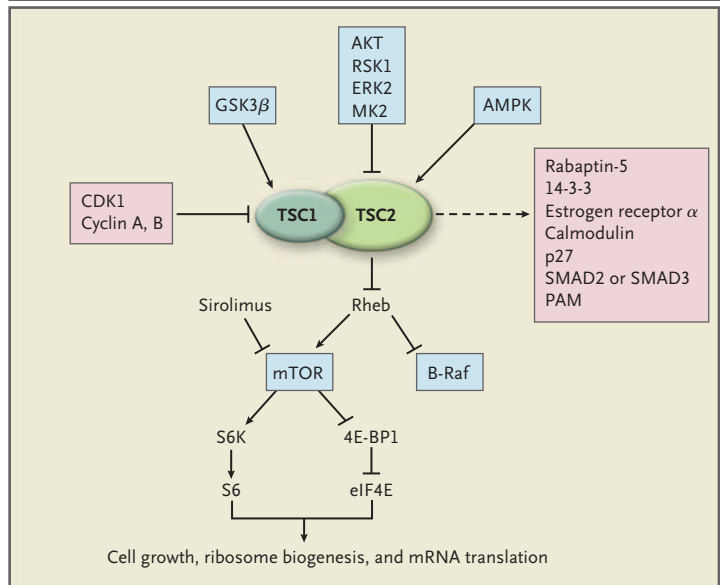 AKT
RSK1
ERK2
MK2
GSK3β
AMPK
Rabaptin-5
14-3-3
Estrogen receptor α
Calmodulin
p27
SMAD2 or SMAD3
PAM
CDK1
Cyclin A, B
TSC1
TSC2
Sirolimus
Rheb
mTOR
B-Raf
S6K
4E-BP1
S6
eIF4E
Cell growth, ribosome biogenesis, and mRNA translation